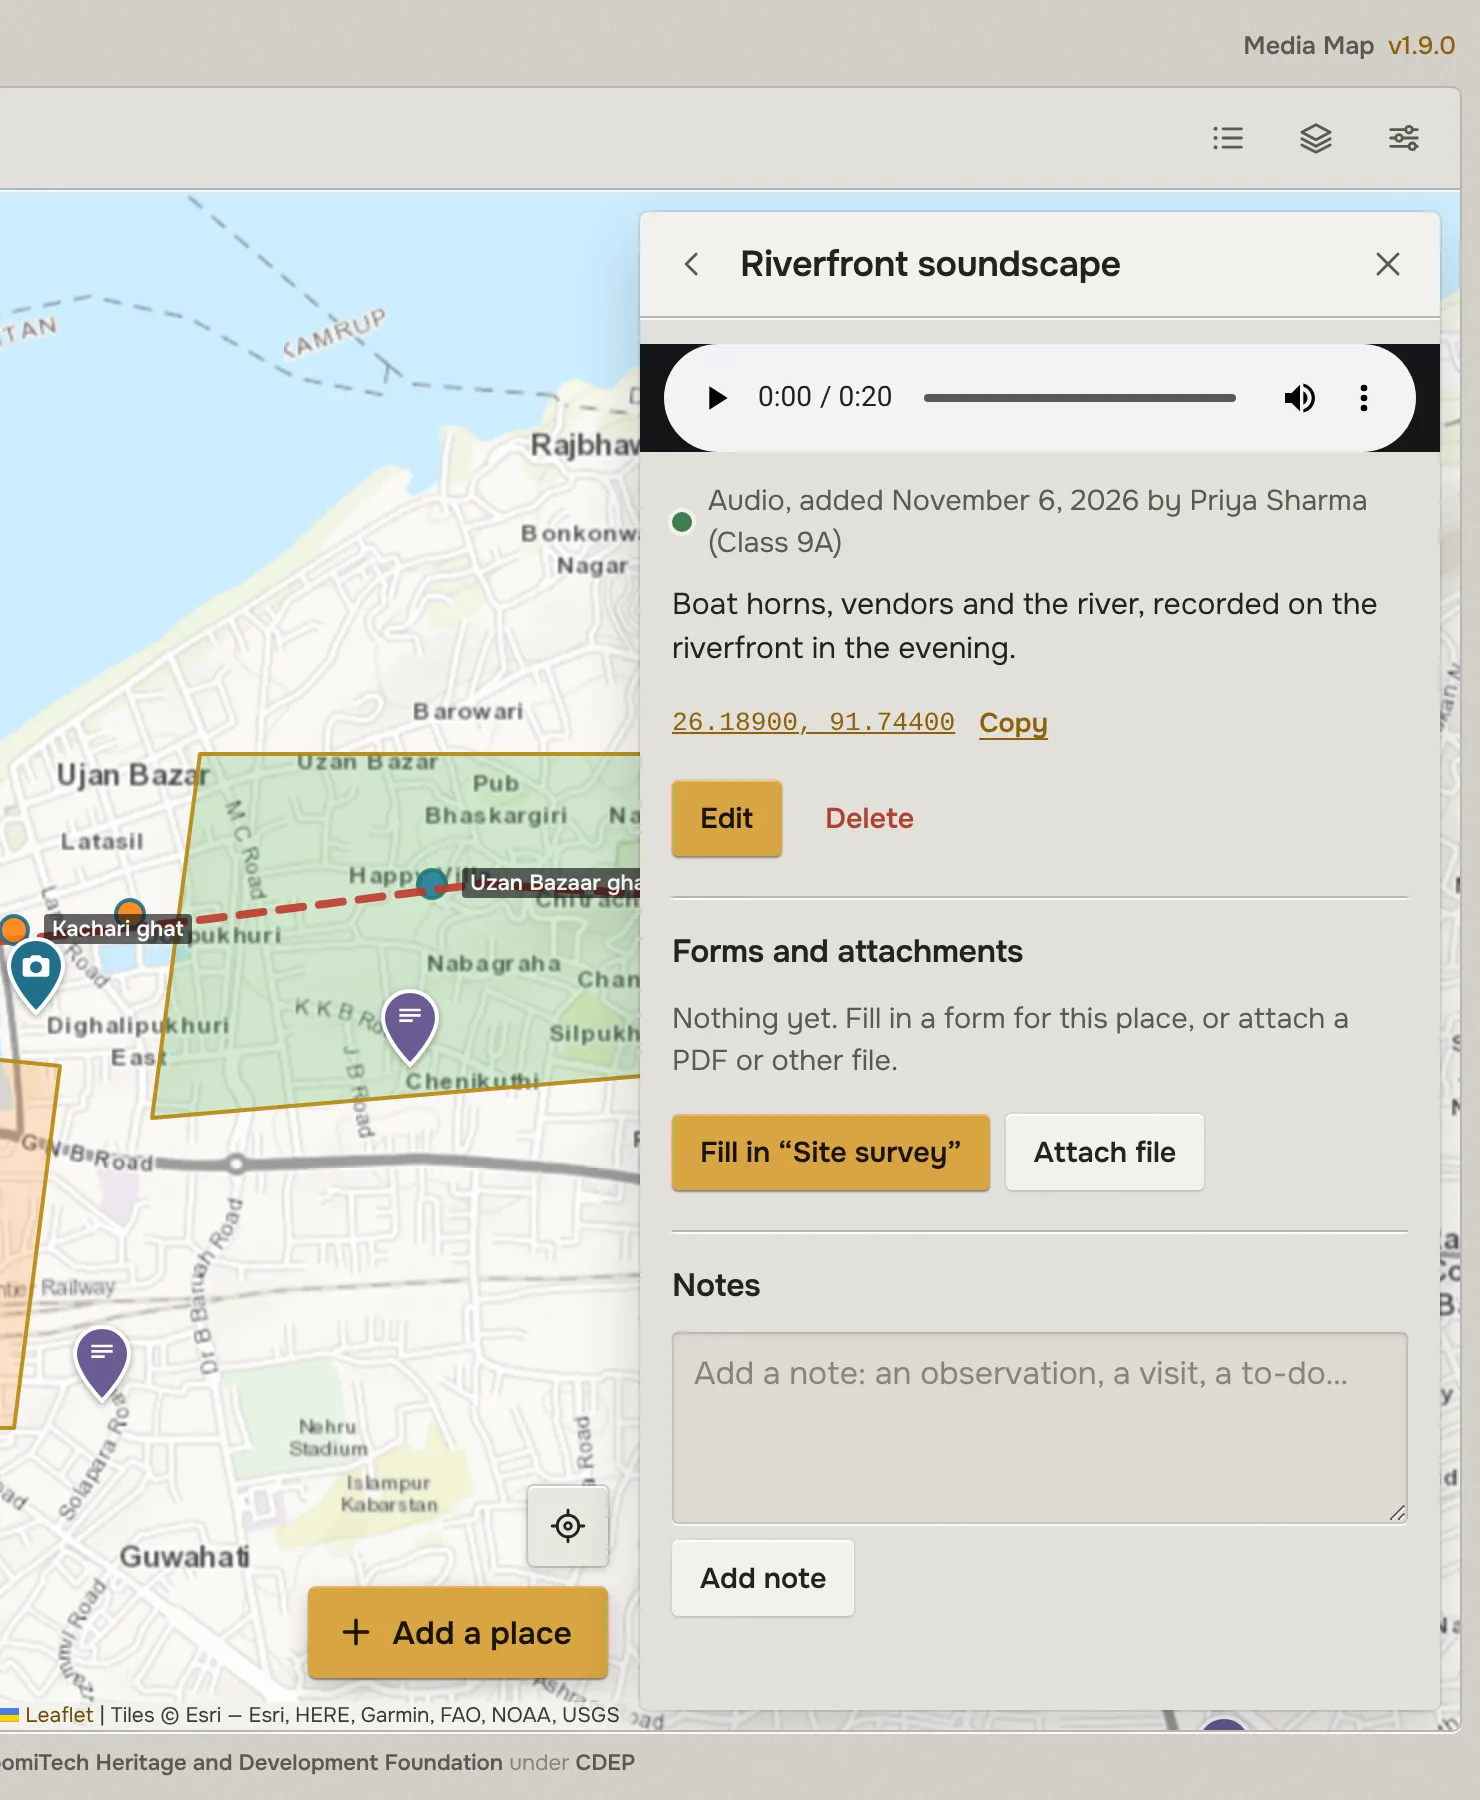 Media Map v1.9.0
Riverfront soundscape
0:00 / 0:20
Audio, added November 6, 2026 by Priya Sharma
(Class 9A)
Boat horns, vendors and the river, recorded on the
riverfront in the evening.
26.18900, 91.74400 Copy
Edit Delete
Forms and attachments
Nothing yet. Fill in a form for this place, or attach a
PDF or other file.
Fill in “Site survey” Attach file
Notes
Add a note: an observation, a visit, a to-do...
Add note
KAMRUP
Bonkonw
Nagar
Barowari
Ujan Bazar
Uzan Bazar
Pub
Bhaskargiri
Latasil
M C Road
Happy
Uzan Bazaar gha
Kachari ghat
Nabagraha
K K B Ro
Dighalipukhuri
East
Chenikuthi
J B Road
G N B Road
Dr B Baruah Road
Railway
Nehru
Stadium
Islampur
Kabarstan
Solapara Ro
Guwahati
Add a place
Leaflet | Tiles © Esri — Esri, HERE, Garmin, FAO, NOAA, USGS
omiTech Heritage and Development Foundation under CDEP